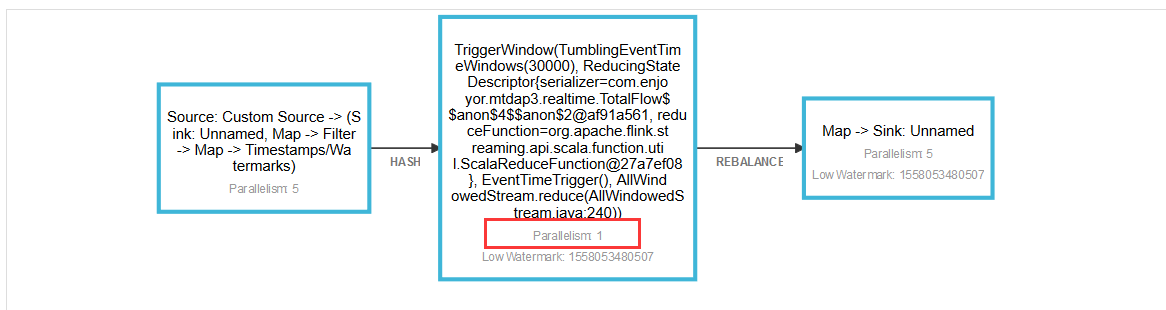 Source: Custom Source -> (S
ink: Unnamed, Map -> Filter
-> Map -> Timestamps/Wa
termarks)
Parallelism: 5
HASH
TriggerWindow(TumblingEventTim
eWindows(30000), ReducingState
Descriptor{serializer=com.enjo
yor.mtdap3.realtime.TotalFlow$
$anon$4$$anon$2@af91a561, redu
ceFunction=org.apache.flink.st
reaming.api.scala.function.uti
l.ScalaReduceFunction@27a7ef08
}, EventTimeTrigger(), AllWind
owedStream.reduce(AllWindowedS
tream.java:240))
Parallelism: 1
Low Watermark: 1558053480507
REBALANCE
Map -> Sink: Unnamed
Parallelism: 5
Low Watermark: 1558053480507